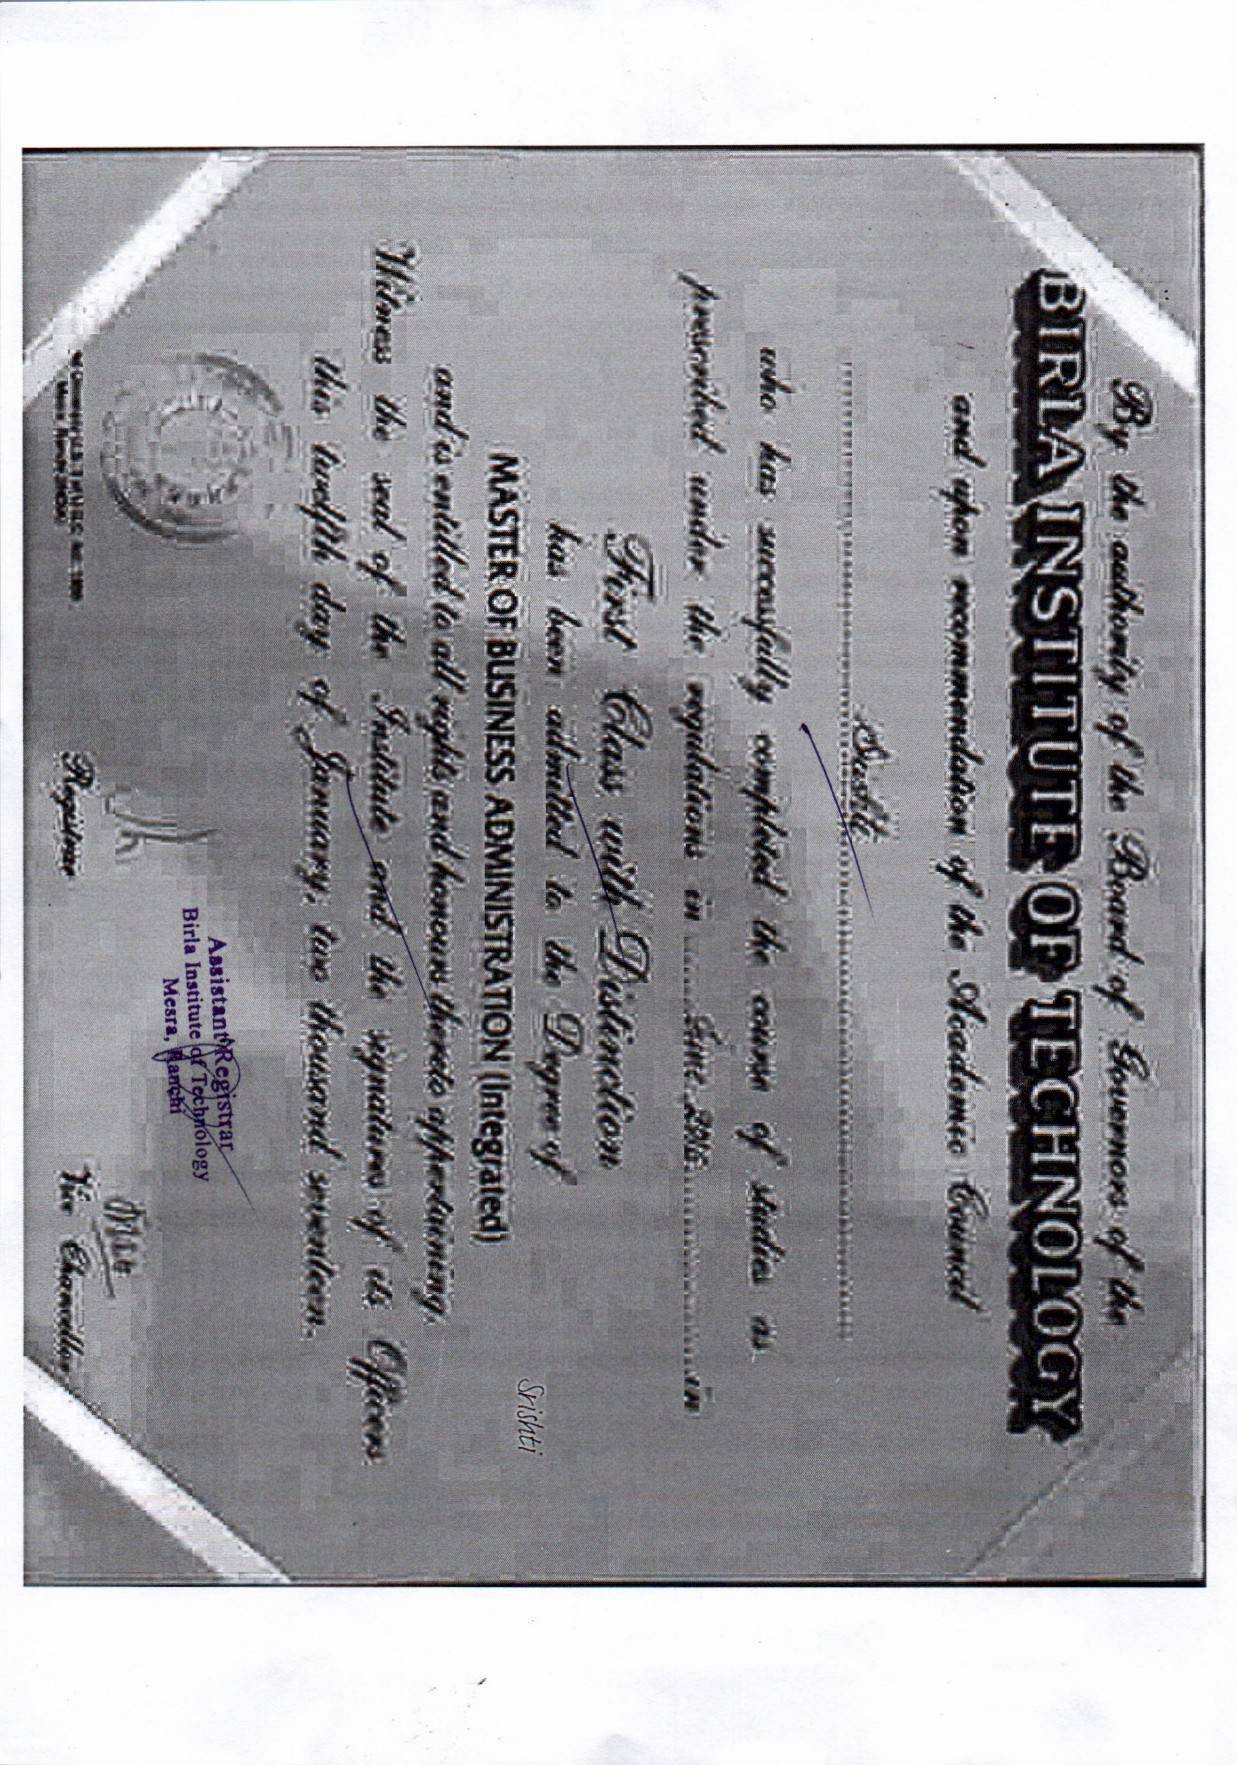 By the authority of the Board of Governors of the
BIRLA INSTITUTE OF TECHNOLOGY
and upon recommendation of the Academic Council
who has successfully completed the course of studies as
prescribed under the regulations in in
First Class with Distinction
has been admitted to the Degree of
MASTER OF BUSINESS ADMINISTRATION (Integrated)
and is entitled to all rights and honours thereto appertaining.
Witness the seal of the Institute and the signatures of its Officers
this twelfth day of January, two thousand seventeen.
Srishti
Assistant Registrar
Birla Institute of Technology
Mesra, Ranchi
Registrar
Vice Chancellor